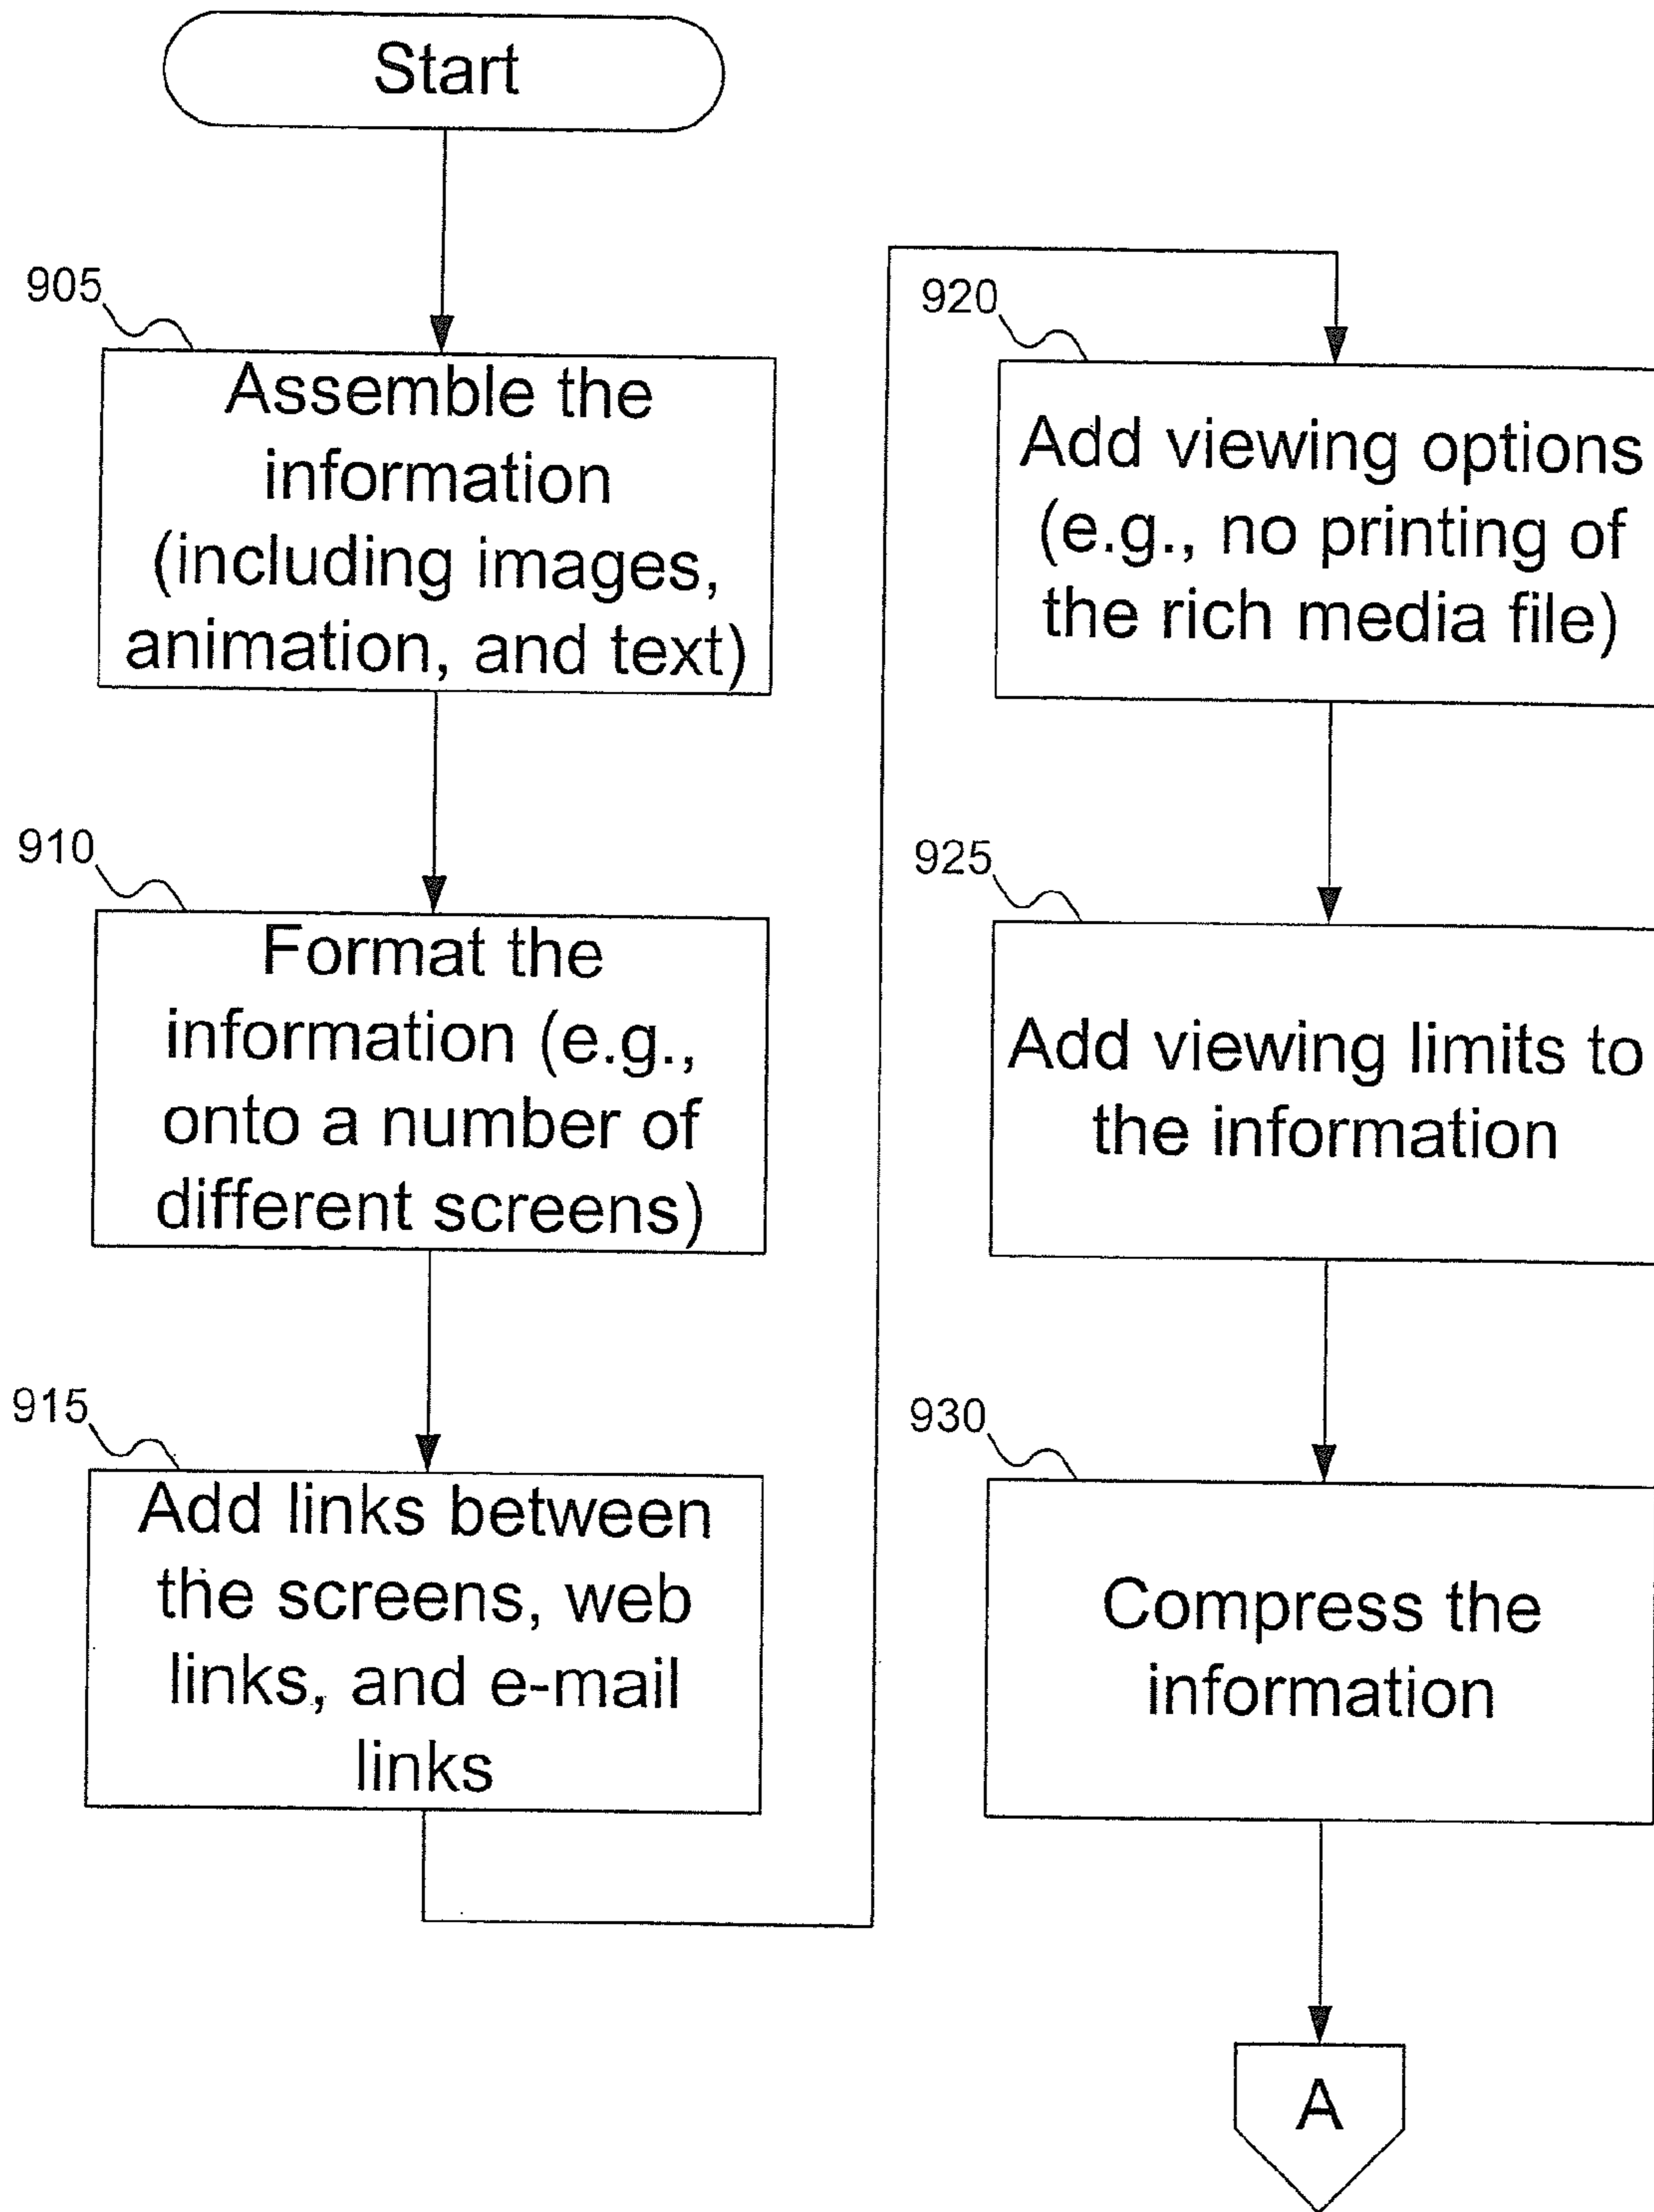 Start
905
Assemble the
information
(including images,
animation, and text)
910
Format the
information (e.g.,
onto a number of
different screens)
915
Add links between
the screens, web
links, and e-mail
links
920
Add viewing options
(e.g., no printing of
the rich media file)
925
Add viewing limits to
the information
930
Compress the
information
A